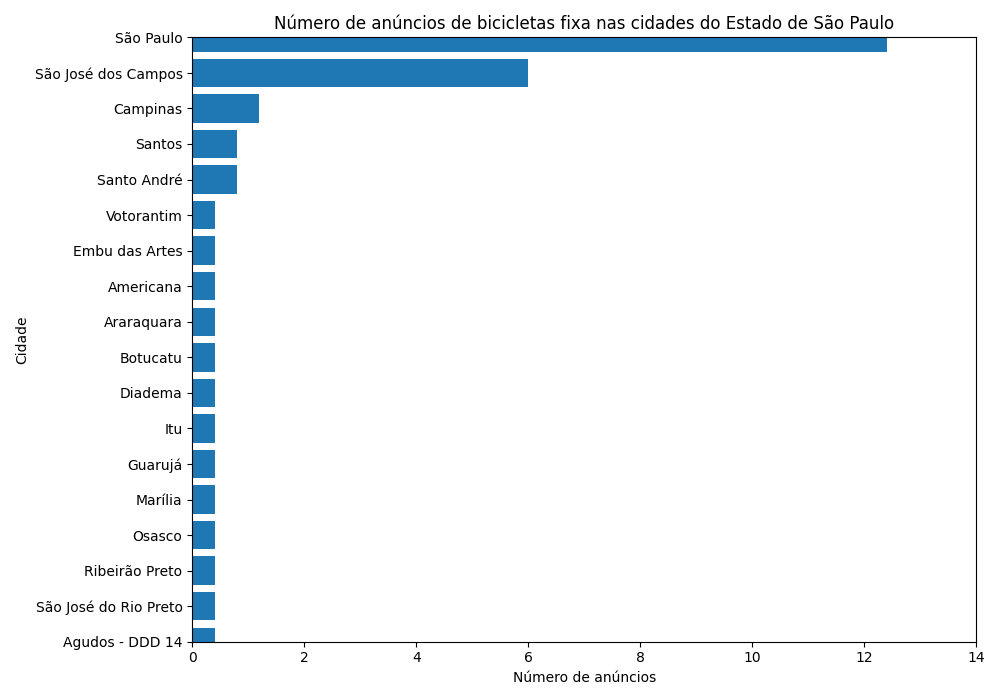 Número de anúncios de bicicletas fixa nas cidades do Estado de São Paulo
São Paulo
São José dos Campos
Campinas
Santos
Santo André
Votorantim
Embu das Artes
Americana
Araraquara
Botucatu
Diadema
Itu
Guarujá
Marília
Osasco
Ribeirão Preto
São José do Rio Preto
Agudos - DDD 14
Cidade
0 2 4 6 8 10 12 14
Número de anúncios